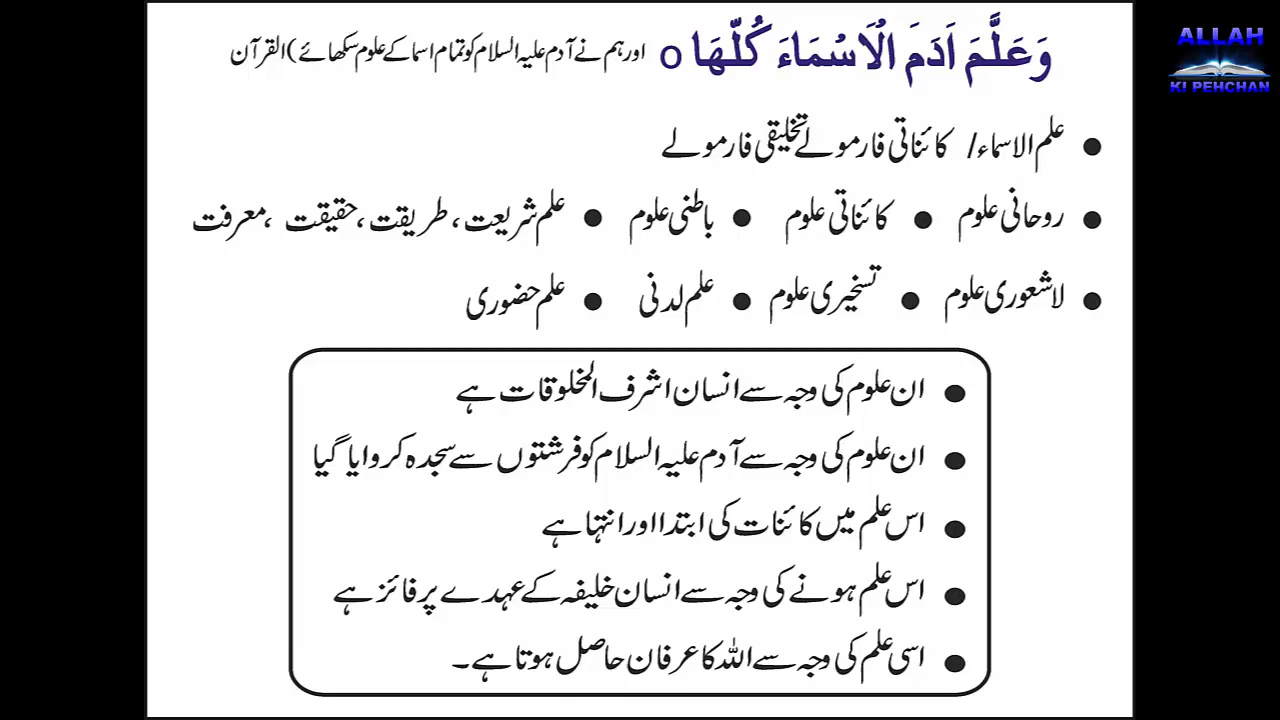 وَعَلَّمَ اٰدَمَ الْاَسْمَآءَ كُلَّهَا o اور ہم نے آدم علیہ السلام کو تمام اسما کے علوم سکھائے ) القرآن
ALLAH
KI PEHCHAN
● علم الاسماء/ کائناتی فارمولے تخلیقی فارمولے
● روحانی علوم ● کائناتی علوم ● باطنی علوم ● علم شریعت، طریقت، حقیقت ، معرفت
● لاشعوری علوم ● تسخیری علوم ● علم لدنی ● علم حضوری
● ان علوم کی وجہ سے انسان اشرف المخلوقات ہے
● ان علوم کی وجہ سے آدم علیہ السلام کو فرشتوں سے سجدہ کروایا گیا
● اس علم میں کائنات کی ابتدا اور انتہا ہے
● اس علم ہونے کی وجہ سے انسان خلیفہ کے عہدے پر فائز ہے
● اسی علم کی وجہ سے اللہ کا عرفان حاصل ہوتا ہے۔